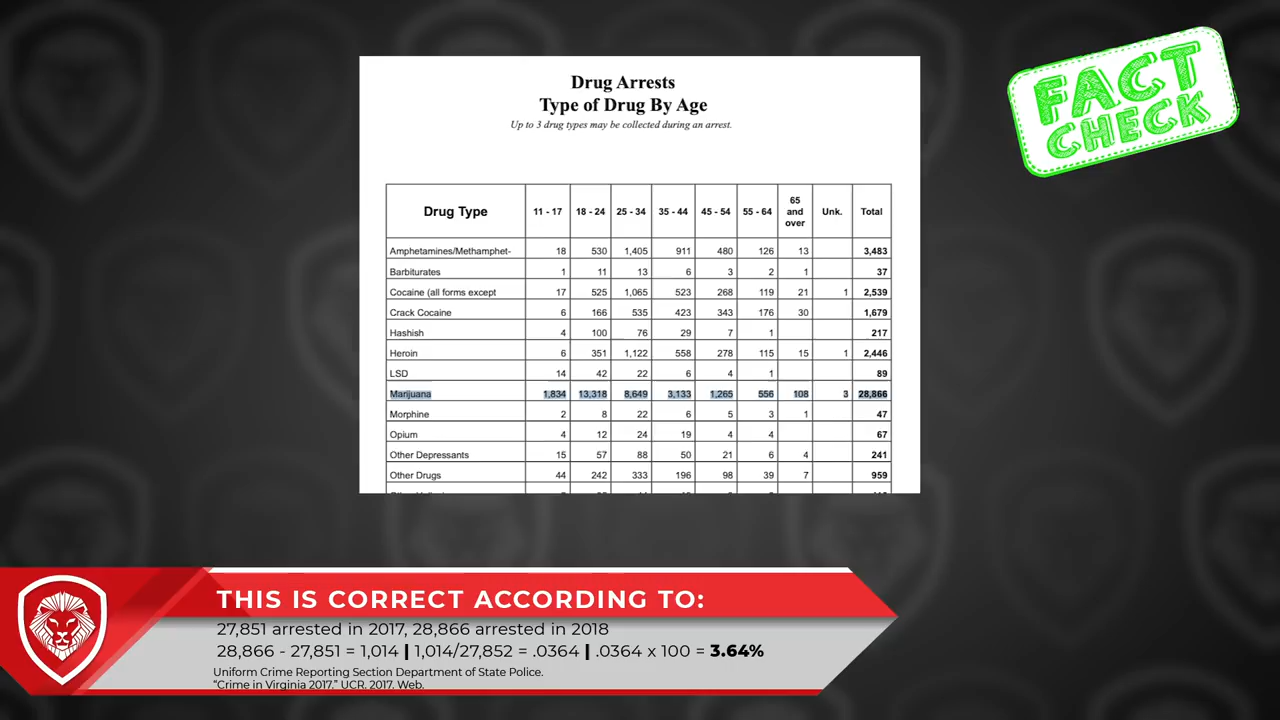 Drug Arrests
Type of Drug By Age
Up to 3 drug types may be collected during an arrest.
FACT
CHECK
Drug Type 11 - 17 18 - 24 25 - 34 35 - 44 45 - 54 55 - 64 65 and over Unk. Total
Amphetamines/Methamphet- 18 530 1,405 911 480 126 13 3,483
Barbiturates 1 11 13 6 3 2 1 37
Cocaine (all forms except 17 525 1,065 523 268 119 21 1 2,539
Crack Cocaine 6 166 535 423 343 176 30 1,679
Hashish 4 100 76 29 7 1 217
Heroin 6 351 1,122 558 278 115 15 1 2,446
LSD 14 42 22 6 4 1 89
Marijuana 1,834 13,318 8,649 3,133 1,265 556 108 3 28,866
Morphine 2 8 22 6 5 3 1 47
Opium 4 12 24 19 4 4 67
Other Depressants 15 57 88 50 21 6 4 241
Other Drugs 44 242 333 196 98 39 7 959
THIS IS CORRECT ACCORDING TO:
27,851 arrested in 2017, 28,866 arrested in 2018
28,866 - 27,851 = 1,014 | 1,014/27,852 = .0364 | .0364 x 100 = 3.64%
Uniform Crime Reporting Section Department of State Police.
"Crime in Virginia 2017." UCR. 2017. Web.